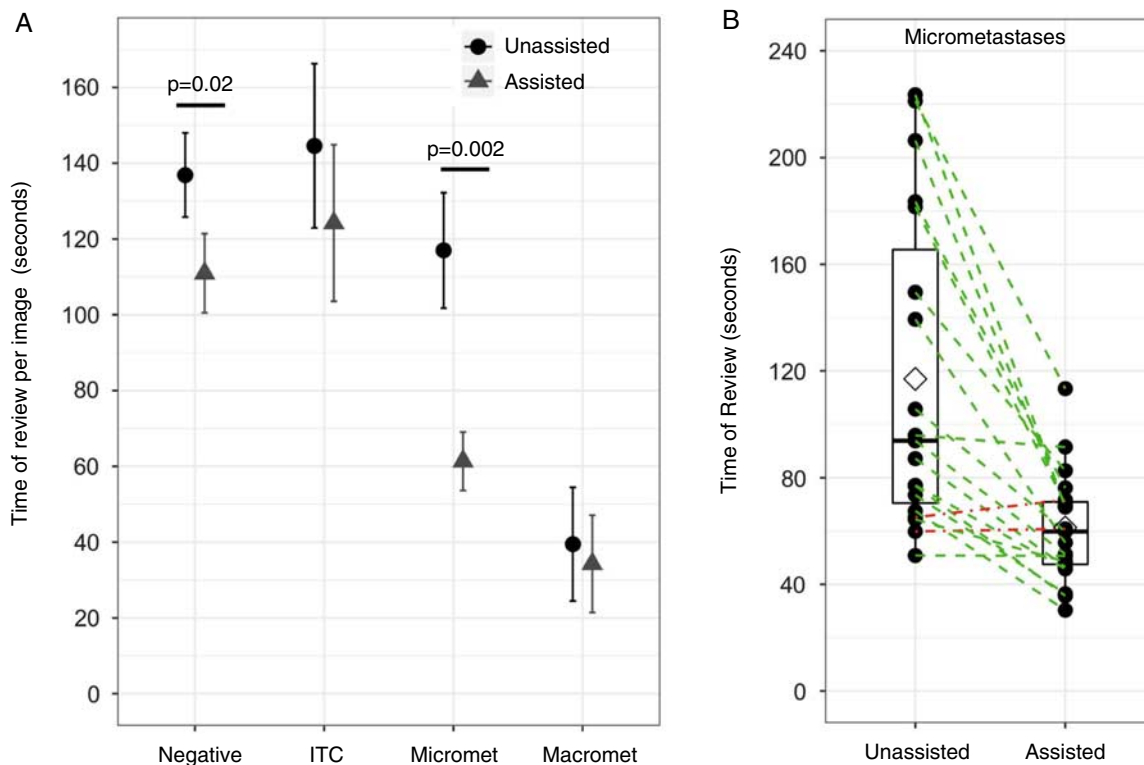 A
Unassisted
Assisted
p=0.02
p=0.002
Time of review per image (seconds)
160
140
120
100
80
60
40
20
0
Negative ITC Micromet Macromet
B
Micrometastases
Time of Review (seconds)
240
200
160
120
80
40
0
Unassisted Assisted